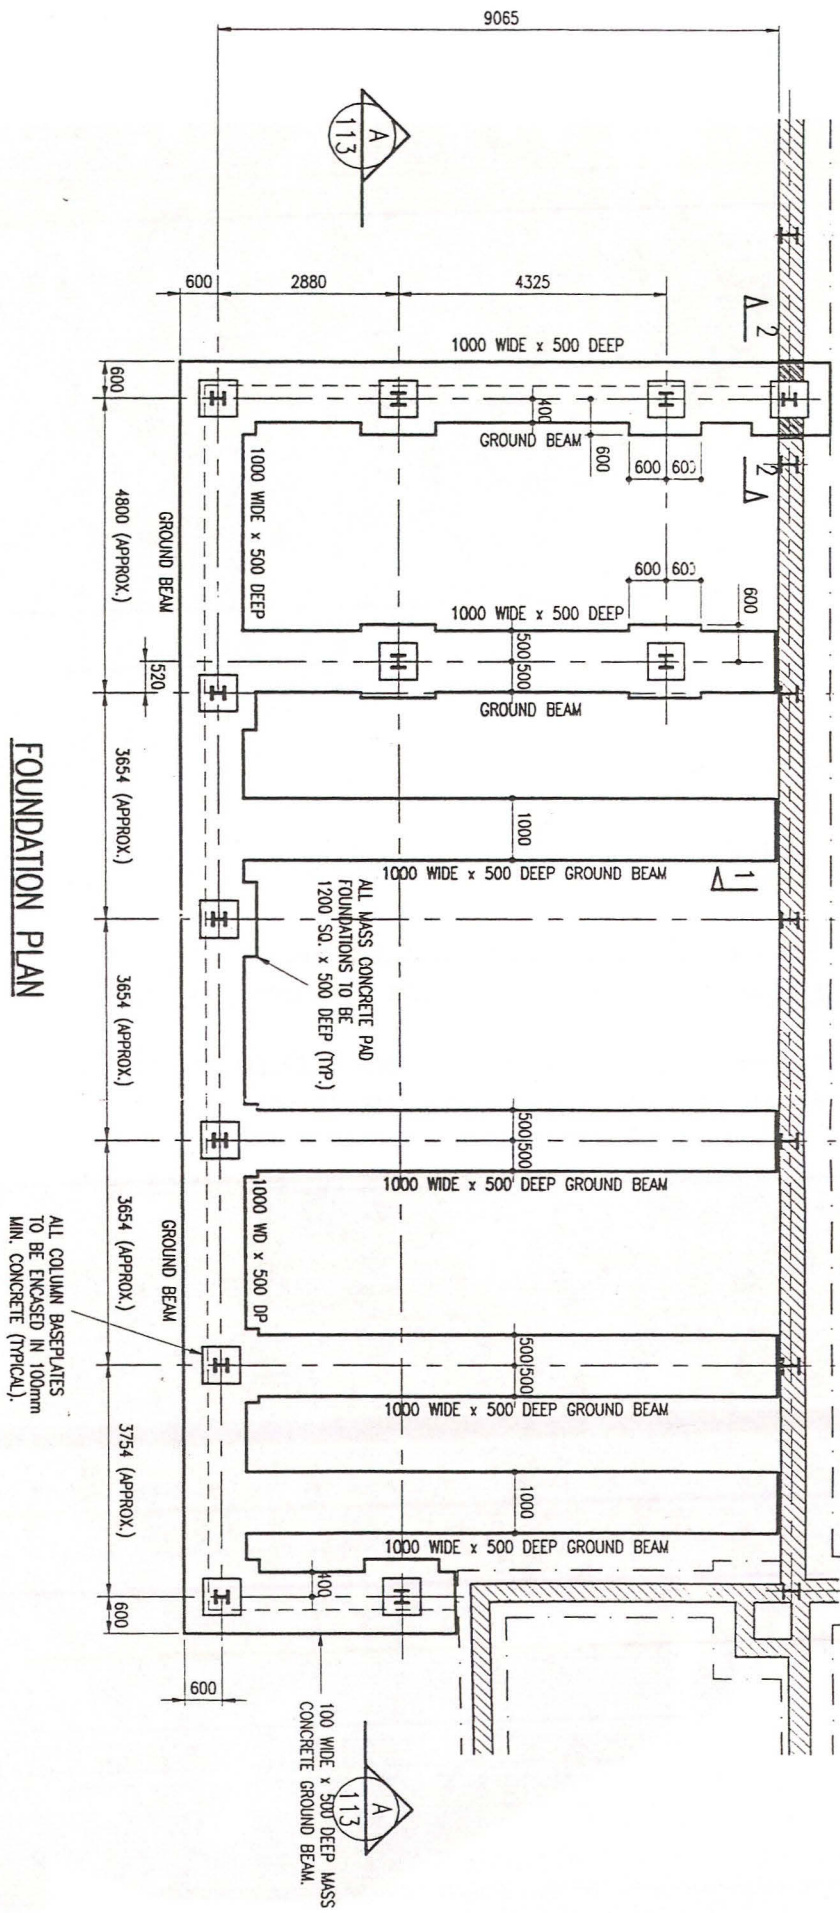 9065
A
113
600
2880
4325
2
1000 WIDE x 500 DEEP
600
400
GROUND BEAM
600
600
600
2
1000 WIDE x 500 DEEP
4800 (APPROX.)
GROUND BEAM
600
600
600
1000 WIDE x 500 DEEP
500
500
520
GROUND BEAM
3654 (APPROX.)
1000
1000 WIDE x 500 DEEP GROUND BEAM
1
ALL MASS CONCRETE PAD
FOUNDATIONS TO BE
1200 SQ. x 500 DEEP (TYP.)
FOUNDATION PLAN
3654 (APPROX.)
500
500
1000 WIDE x 500 DEEP GROUND BEAM
3654 (APPROX.)
GROUND BEAM
1000 WD x 500 DP
ALL COLUMN BASEPLATES
TO BE ENCASED IN 100mm
MIN. CONCRETE (TYPICAL).
500
500
1000 WIDE x 500 DEEP GROUND BEAM
3754 (APPROX.)
1000
1000 WIDE x 500 DEEP GROUND BEAM
400
600
600
100 WIDE x 500 DEEP MASS
CONCRETE GROUND BEAM.
A
113